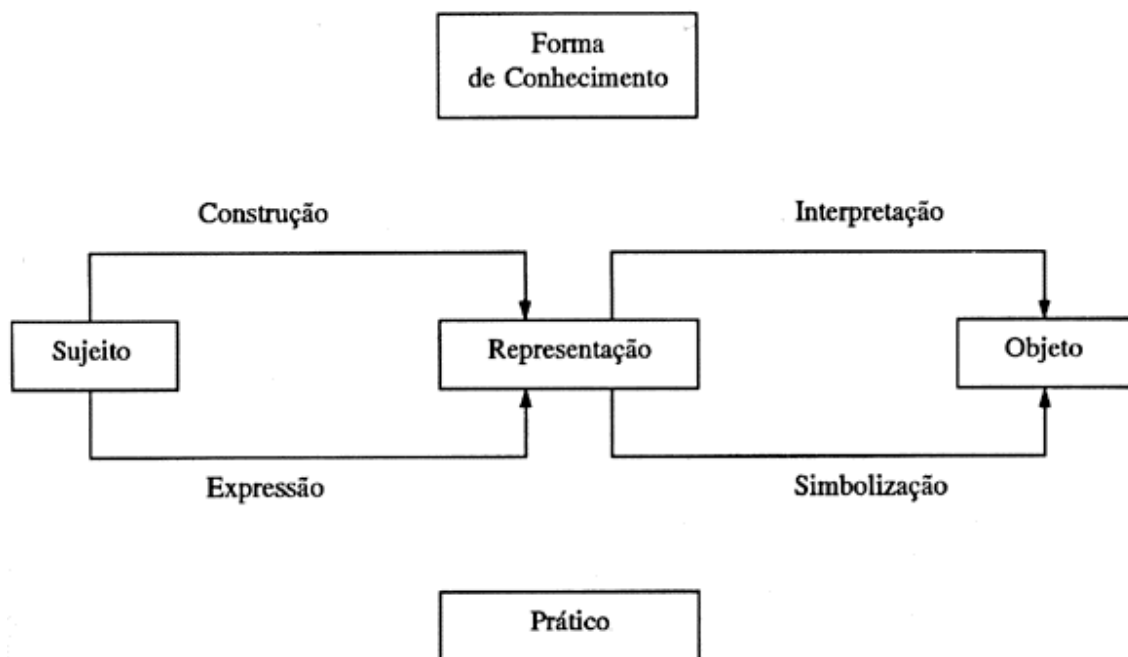 Forma
de Conhecimento
Construção
Interpretação
Sujeito
Representação
Objeto
Expressão
Simbolização
Prático